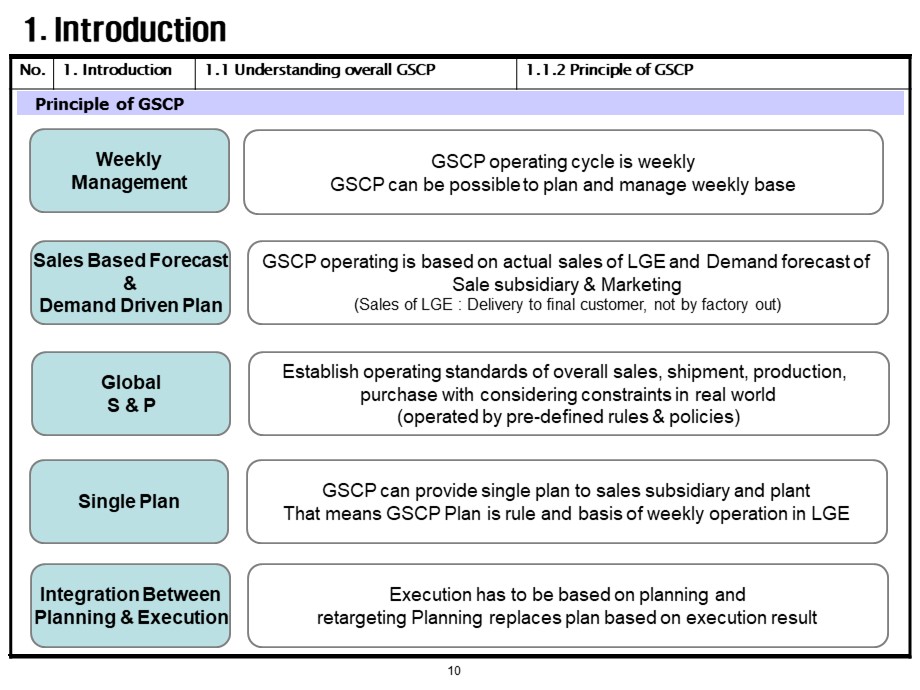 1. Introduction
No. 1. Introduction 1.1 Understanding overall GSCP 1.1.2 Principle of GSCP
Principle of GSCP
Weekly
Management
GSCP operating cycle is weekly
GSCP can be possible to plan and manage weekly base
Sales Based Forecast
&
Demand Driven Plan
GSCP operating is based on actual sales of LGE and Demand forecast of
Sale subsidiary & Marketing
(Sales of LGE : Delivery to final customer, not by factory out)
Global
S & P
Establish operating standards of overall sales, shipment, production,
purchase with considering constraints in real world
(operated by pre-defined rules & policies)
Single Plan
GSCP can provide single plan to sales subsidiary and plant
That means GSCP Plan is rule and basis of weekly operation in LGE
Integration Between
Planning & Execution
Execution has to be based on planning and
retargeting Planning replaces plan based on execution result
10